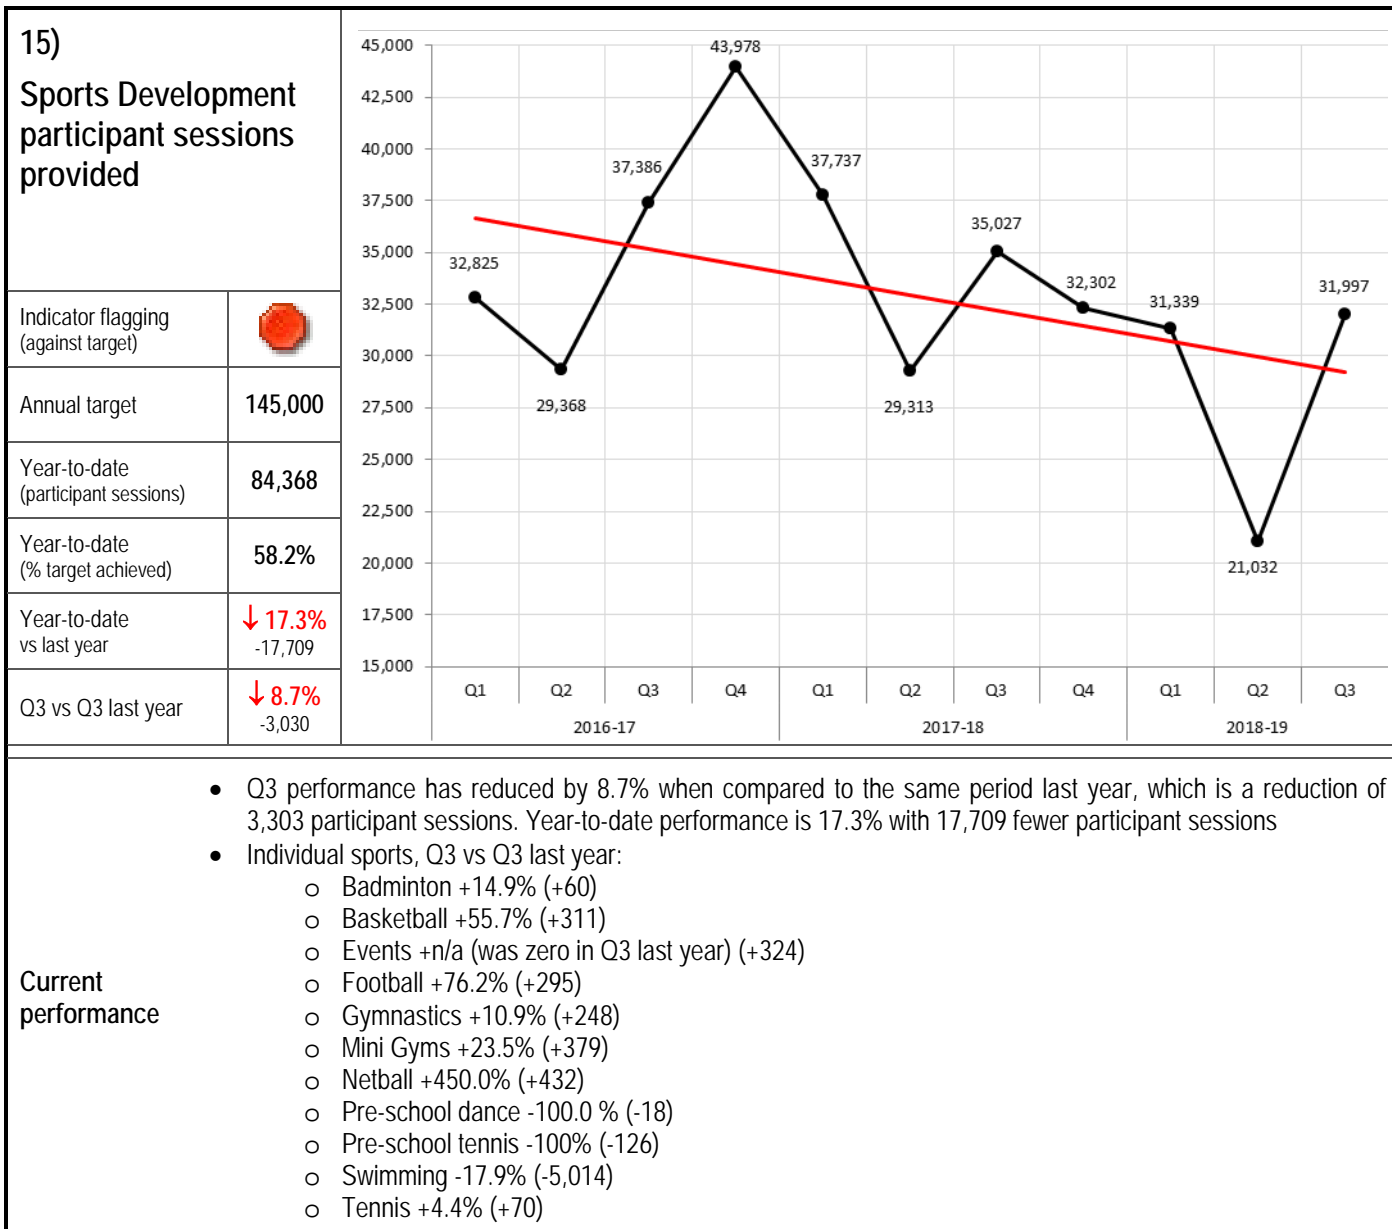 15)
Sports Development
participant sessions
provided
Indicator flagging
(against target)
Annual target
145,000
Year-to-date
(participant sessions)
84,368
Year-to-date
(% target achieved)
58.2%
Year-to-date
vs last year
↓ 17.3%
-17,709
Q3 vs Q3 last year
↓ 8.7%
-3,030
45,000
42,500
40,000
37,500
35,000
32,500
30,000
27,500
25,000
22,500
20,000
17,500
15,000
32,825
29,368
37,386
43,978
37,737
29,313
35,027
32,302
31,339
21,032
31,997
Q1 Q2 Q3 Q4 Q1 Q2 Q3 Q4 Q1 Q2 Q3
2016-17 2017-18 2018-19
Current
performance
• Q3 performance has reduced by 8.7% when compared to the same period last year, which is a reduction of
3,303 participant sessions. Year-to-date performance is 17.3% with 17,709 fewer participant sessions
• Individual sports, Q3 vs Q3 last year:
o Badminton +14.9% (+60)
o Basketball +55.7% (+311)
o Events +n/a (was zero in Q3 last year) (+324)
o Football +76.2% (+295)
o Gymnastics +10.9% (+248)
o Mini Gyms +23.5% (+379)
o Netball +450.0% (+432)
o Pre-school dance -100.0 % (-18)
o Pre-school tennis -100% (-126)
o Swimming -17.9% (-5,014)
o Tennis +4.4% (+70)